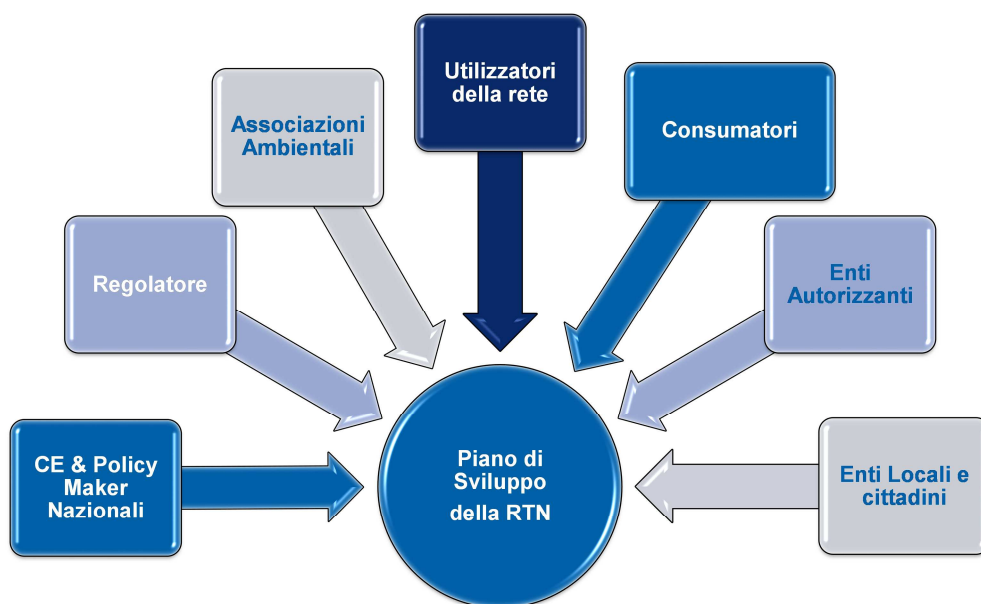 Utilizzatori
della rete
Associazioni
Ambientali
Consumatori
Regolatore
Enti
Autorizzanti
CE & Policy
Maker
Nazionali
Piano di
Sviluppo
della RTN
Enti Locali e
cittadini